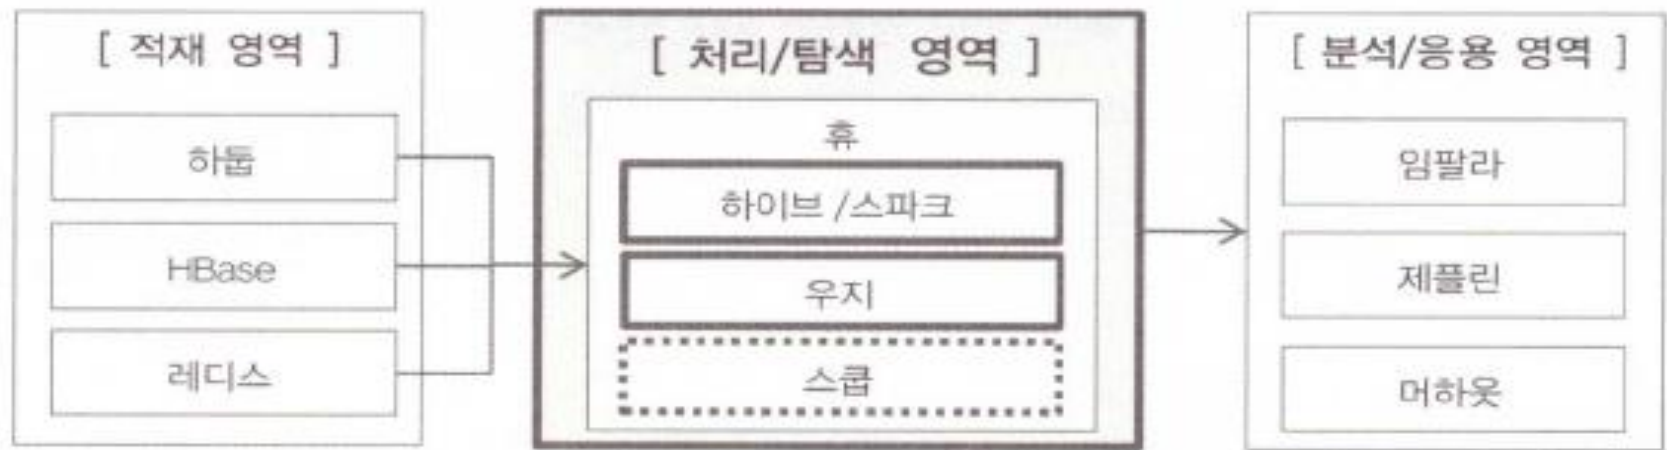 [ 적재 영역 ]
하둡
HBase
레디스
[ 처리/탐색 영역 ]
휴
하이브 /스파크
우지
스쿱
[ 분석/응용 영역 ]
임팔라
제플린
머하웃